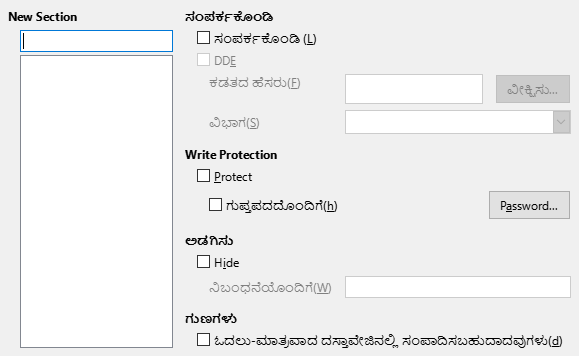 New Section
ಸಂಪರ್ಕಕೊಂಡಿ
ಸಂಪರ್ಕಕೊಂಡಿ (L)
DDE
ಕಡತದ ಹೆಸರು(F)
ವೀಕ್ಷಿಸು...
ವಿಭಾಗ(S)
Write Protection
Protect
ಗುಪ್ತಪದದೊಂದಿಗೆ(h)
Password...
ಅಡಗಿಸು
Hide
ನಿಬಂಧನೆಯೊಂದಿಗೆ(W)
ಗುಣಗಳು
ಓದಲು-ಮಾತ್ರವಾದ ದಸ್ತಾವೇಜಿನಲ್ಲಿ ಸಂಪಾದಿಸಬಹುದಾದವುಗಳು(d)